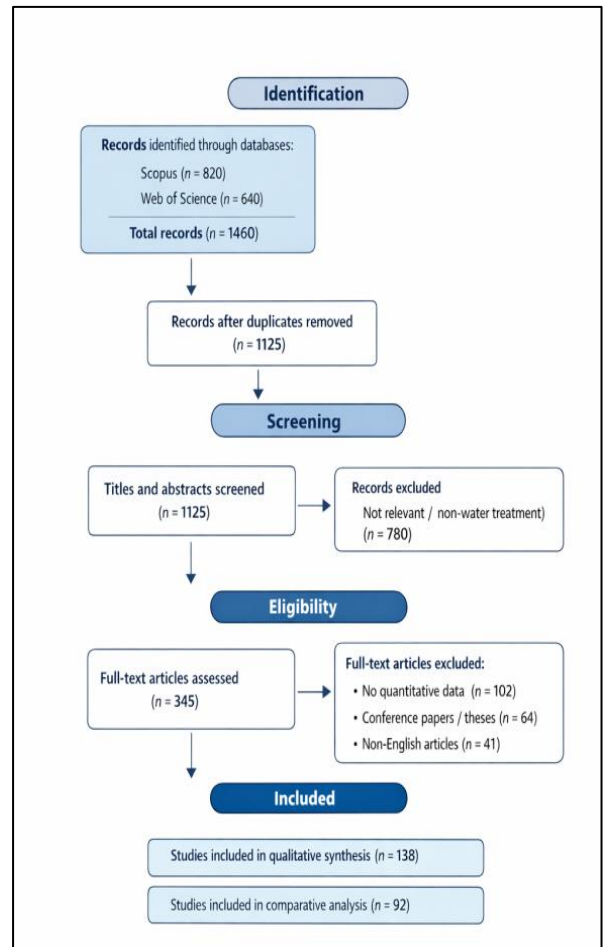 Identification
Records identified through databases:
Scopus (n = 820)
Web of Science (n = 640)
Total records (n = 1460)
Records after duplicates removed
(n = 1125)
Screening
Titles and abstracts screened
(n = 1125)
Records excluded
Not relevant / non-water treatment)
(n = 780)
Eligibility
Full-text articles assessed
(n = 345)
Full-text articles excluded:
• No quantitative data (n = 102)
• Conference papers / theses (n = 64)
• Non-English articles (n = 41)
Included
Studies included in qualitative synthesis (n = 138)
Studies included in comparative analysis (n = 92)